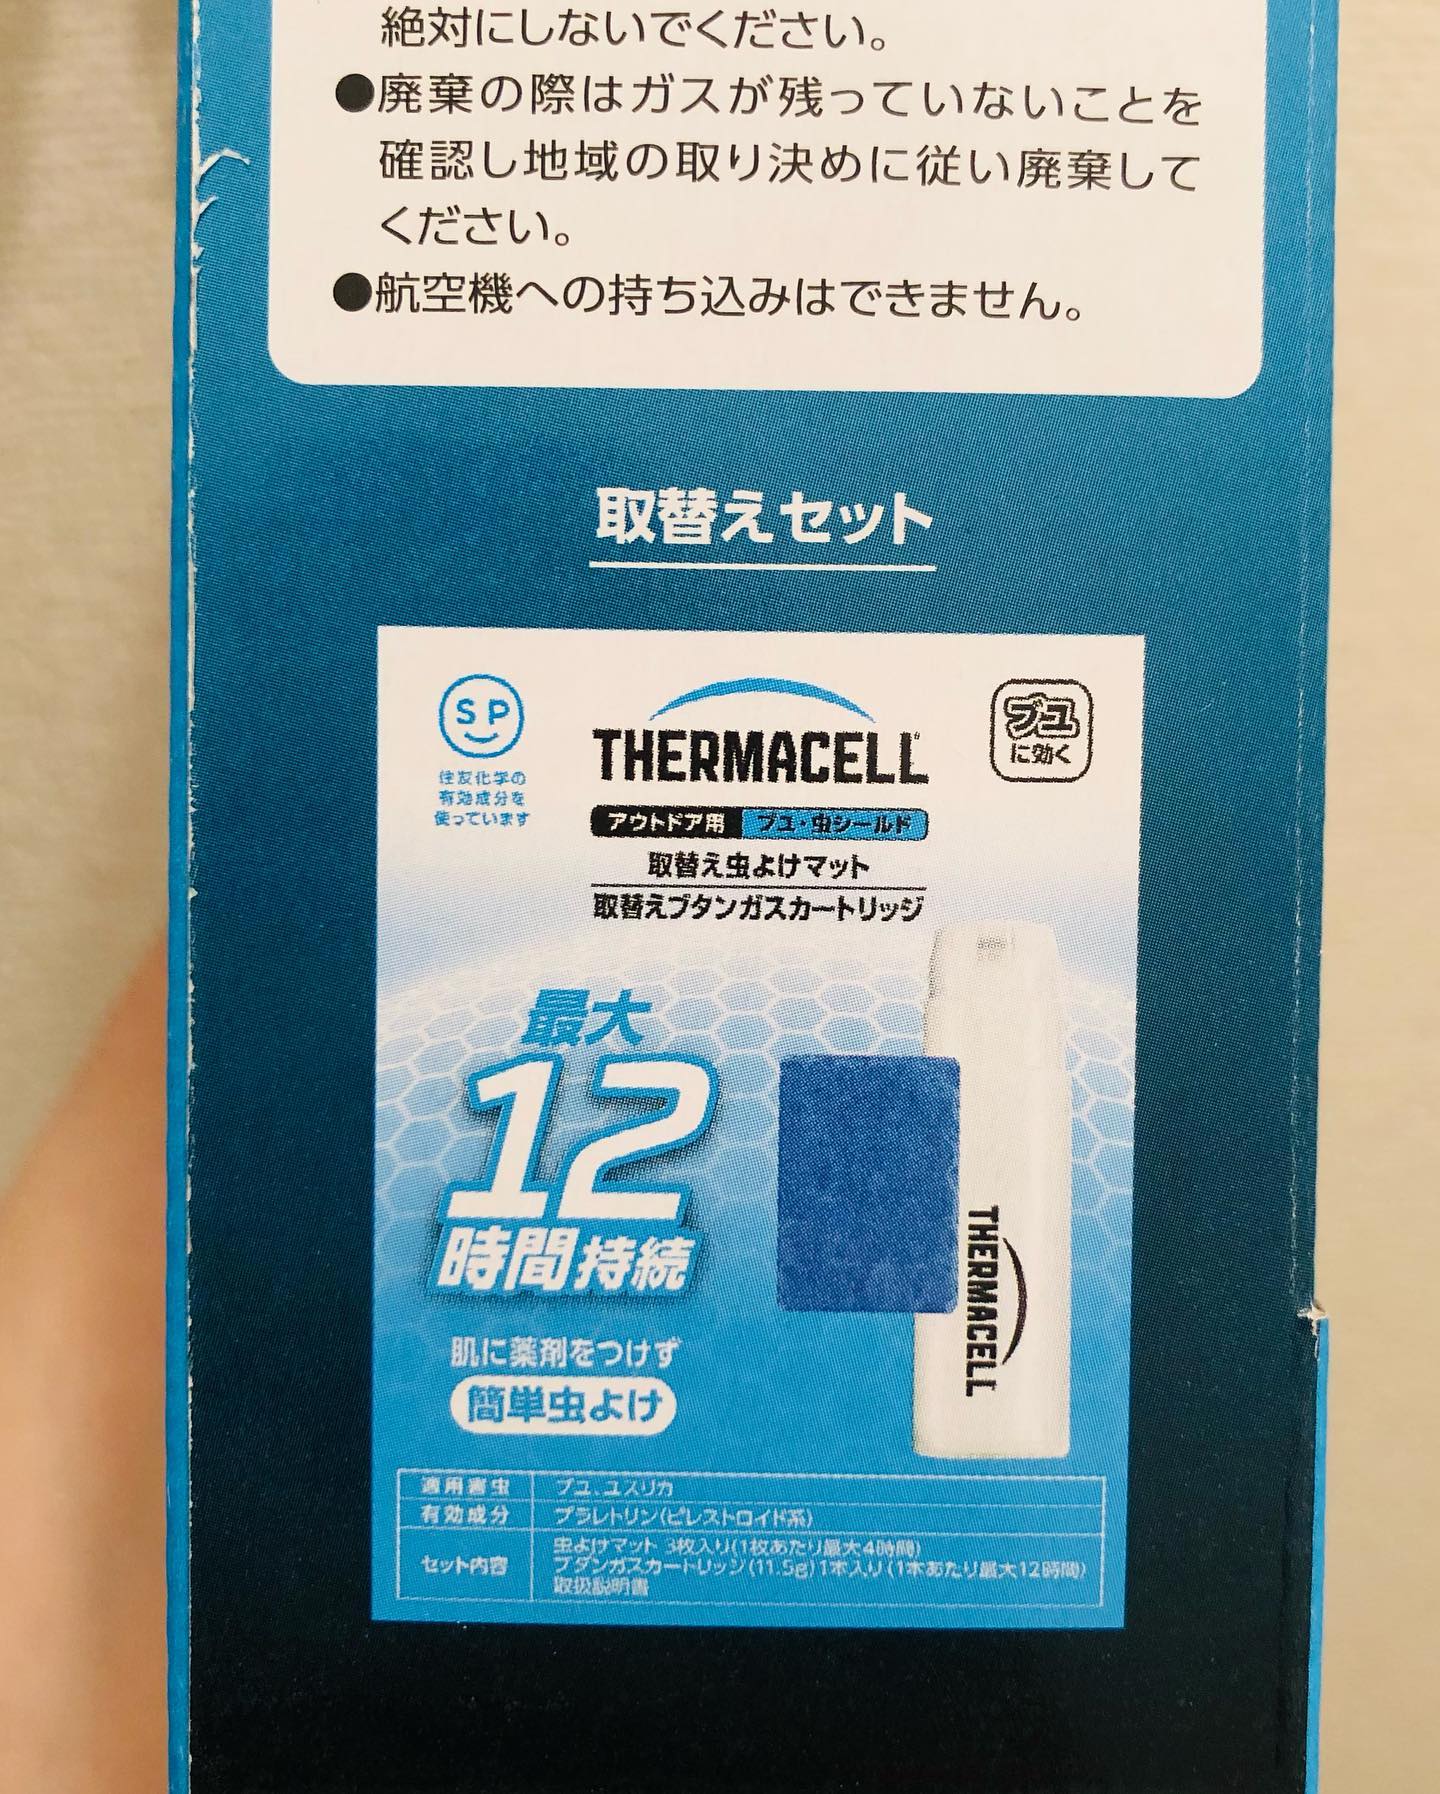 絶対にしないでください。
●廃棄の際はガスが残っていないことを
確認し地域の取り決めに従い廃棄して
ください。
●航空機への持ち込みはできません。
取替えセット
SP
住友化学の
有効成分を
使っています
THERMACELL
ブユ
に効く
アウトドア用 ブユ・虫シールド
取替え虫よけマット
取替えブタンガスカートリッジ
最大
12
時間持続
THERMACELL
肌に薬剤をつけず
簡単虫よけ
適用害虫 ブユ、ユスリカ
有効成分 プラレトリン(ピレストロイド系)
セット内容 虫よけマット 3枚入り(1枚あたり最大4時間)
ブタンガスカートリッジ(11.5g)1本入り(1本あたり最大12時間)
取扱説明書